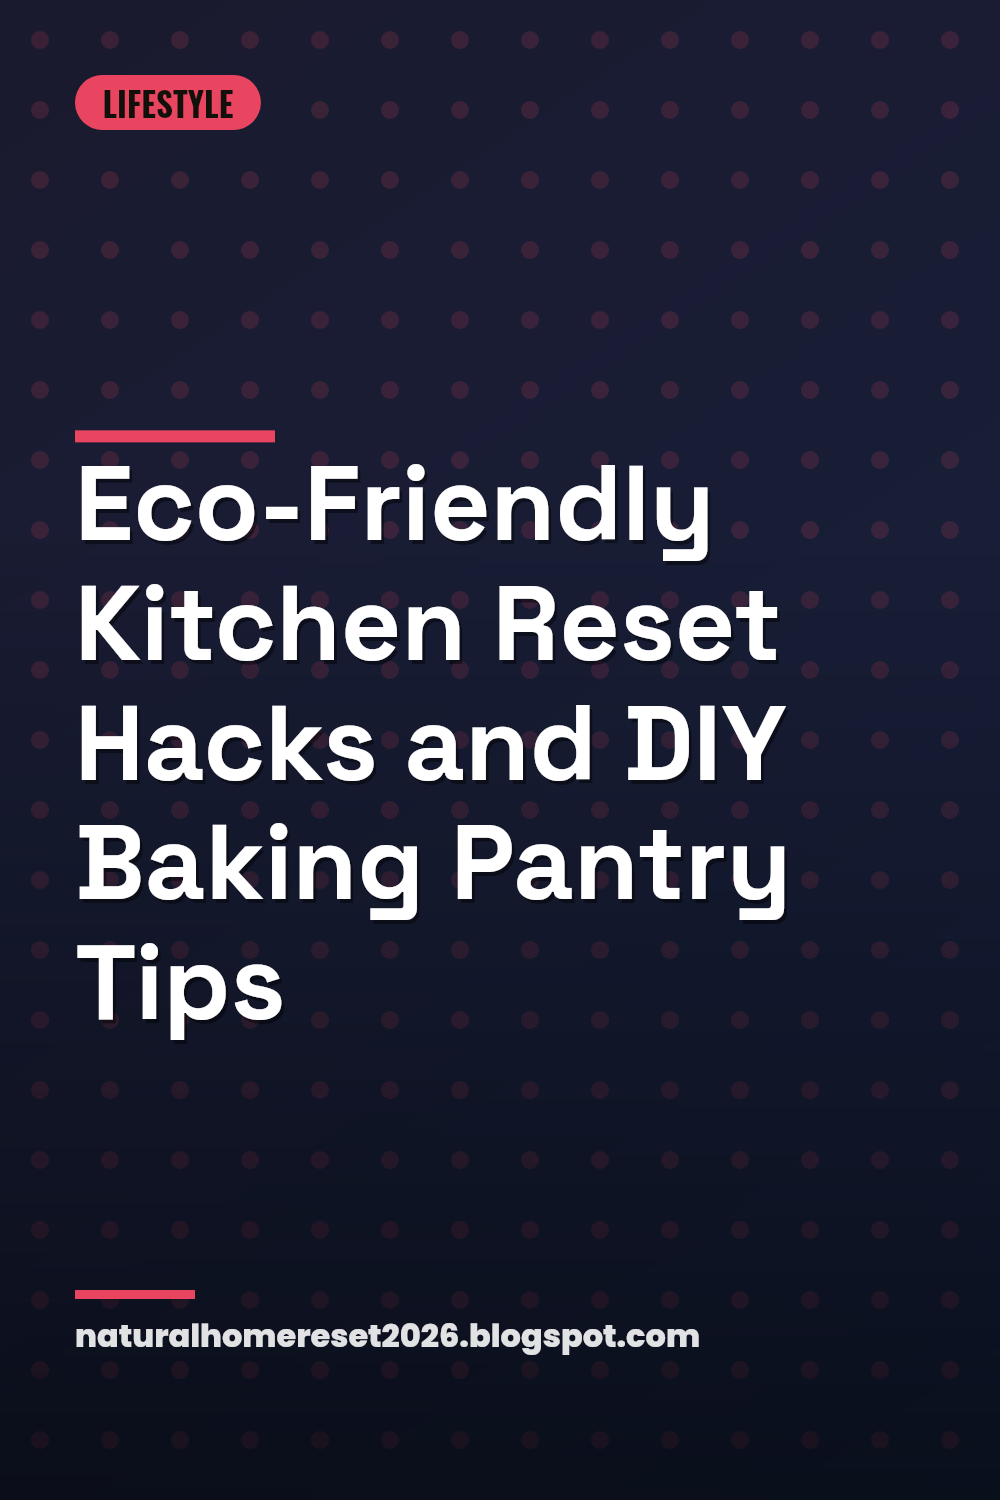 LIFESTYLE
Eco-Friendly
Kitchen Reset
Hacks and DIY
Baking Pantry
Tips
naturalhomereset2026.blogspot.com